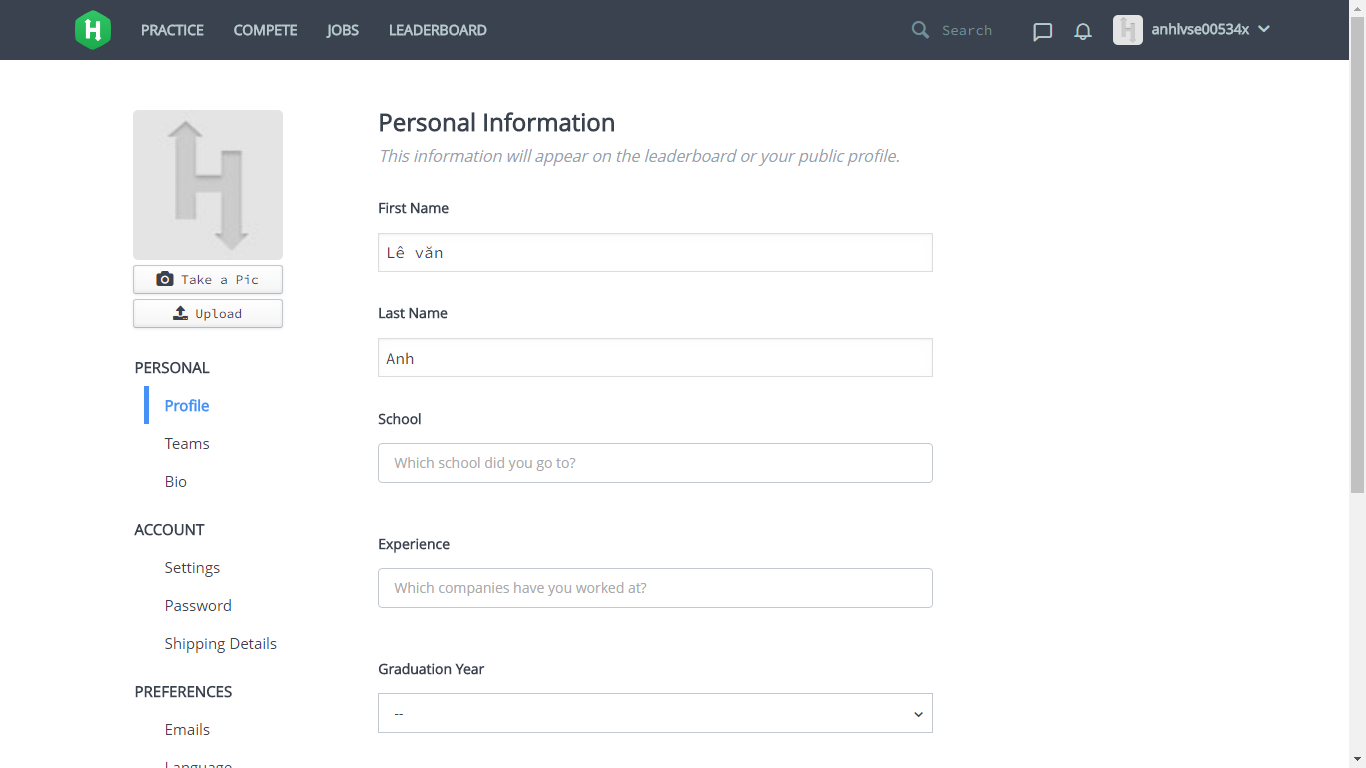 PRACTICE COMPETE JOBS LEADERBOARD Search anhlvse00534x
Take a Pic
Upload
PERSONAL
Profile
Teams
Bio
ACCOUNT
Settings
Password
Shipping Details
PREFERENCES
Emails
Language
Personal Information
This information will appear on the leaderboard or your public profile.
First Name
Lê văn
Last Name
Anh
School
Which school did you go to?
Experience
Which companies have you worked at?
Graduation Year
--